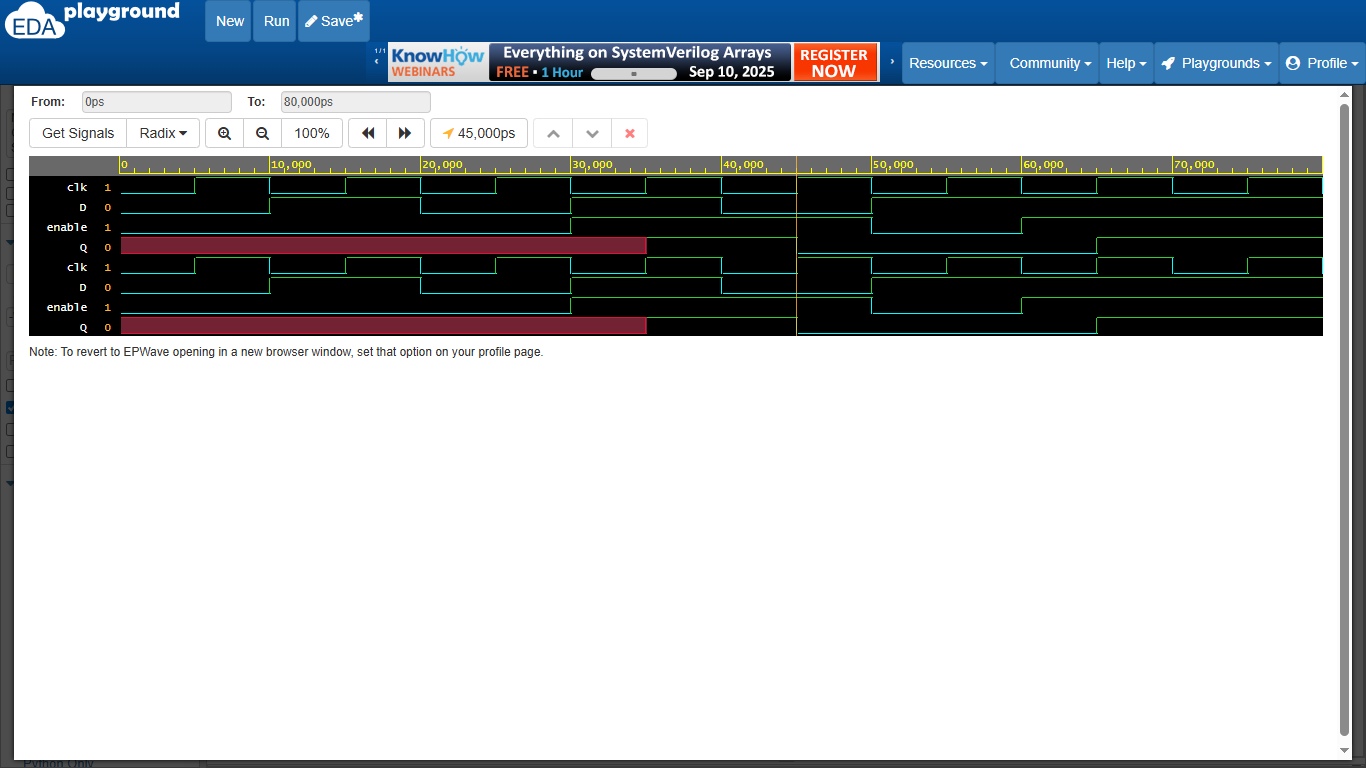 EDA playground
New Run Save*
1/1
KnowHow WEBINARS
Everything on SystemVerilog Arrays
FREE • 1 Hour Sep 10, 2025
REGISTER NOW
Resources Community Help Playgrounds Profile
From: 0ps To: 80,000ps
Get Signals Radix 100% 45,000ps
0 10,000 20,000 30,000 40,000 50,000 60,000 70,000
clk 1
D 0
enable 1
Q 0
clk 1
D 0
enable 1
Q 0
Note: To revert to EPWave opening in a new browser window, set that option on your profile page.
Python Only